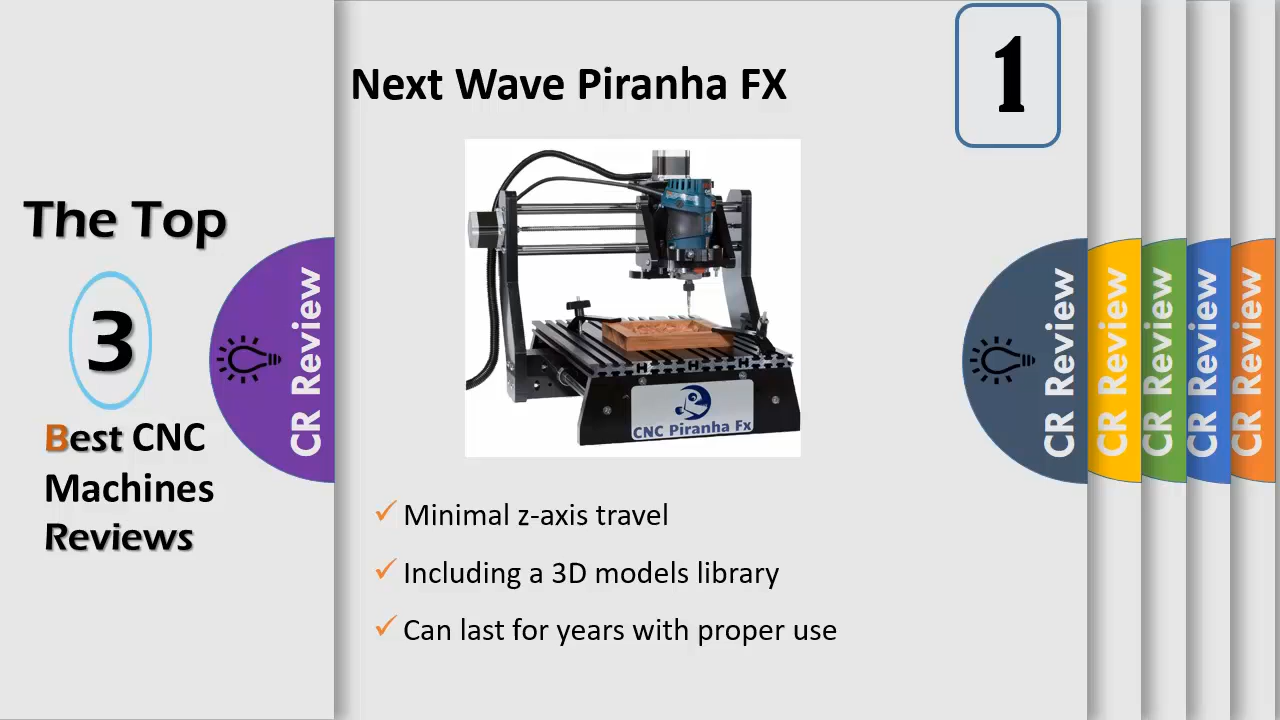 The Top
3
Best CNC
Machines
Reviews
CR Review
Next Wave Piranha FX
1
CNC Piranha Fx
Minimal z-axis travel
Including a 3D models library
Can last for years with proper use
CR Review
CR Review
CR Review
CR Review
CR Review